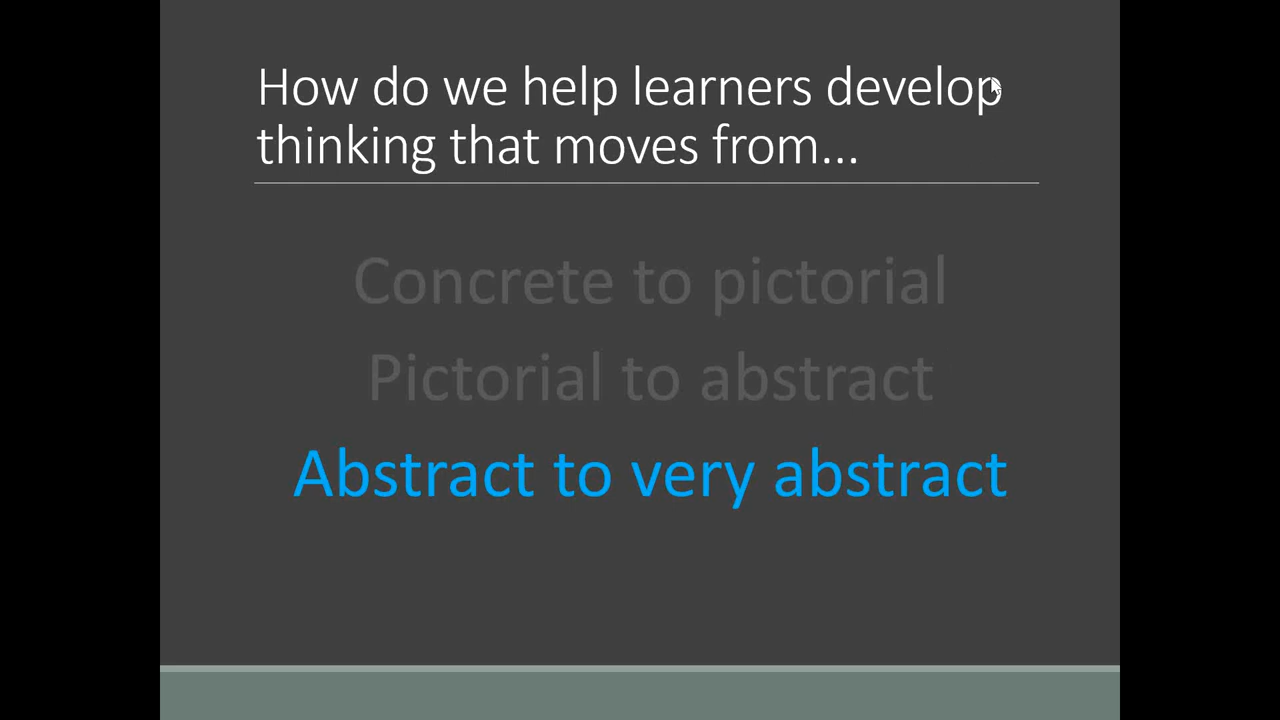 How do we help learners develop
thinking that moves from...
Concrete to pictorial
Pictorial to abstract
Abstract to very abstract